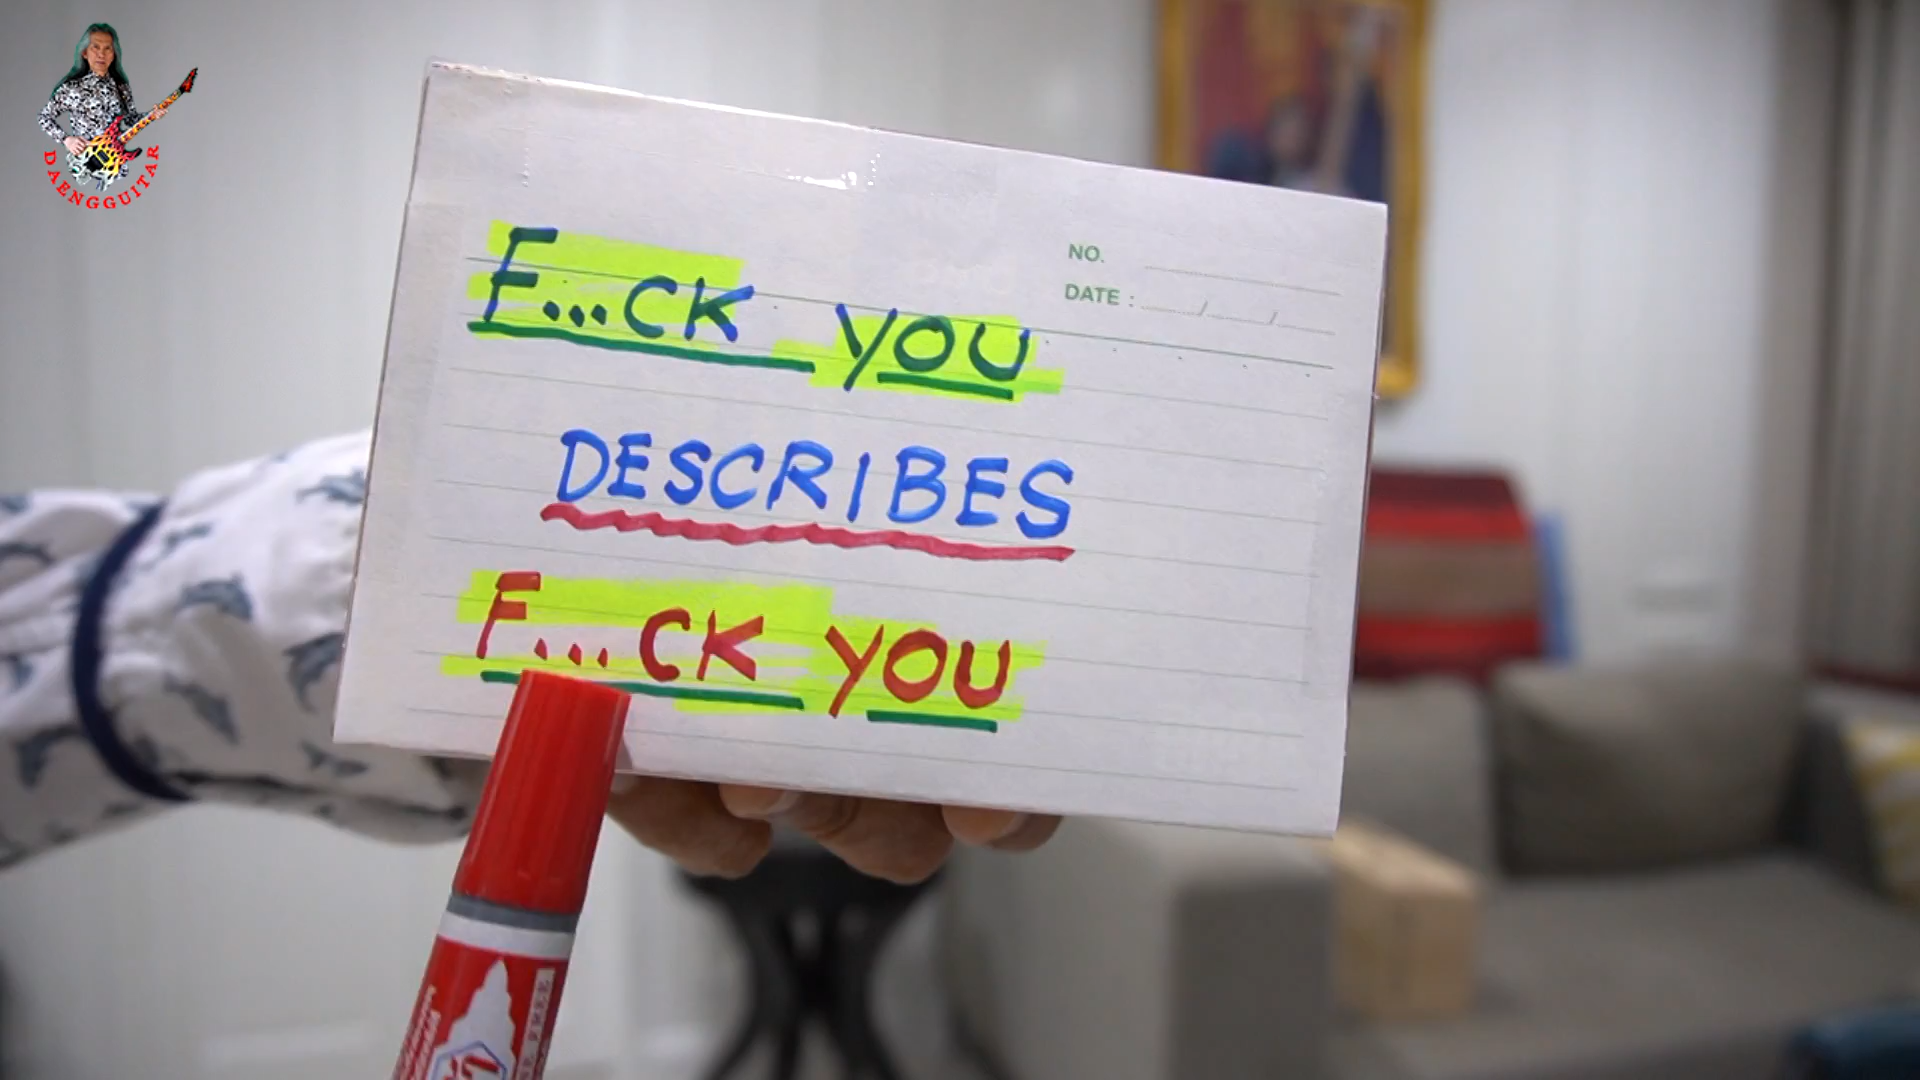 DAENGGUITAR
NO.
DATE : ...../...../.....
F...CK YOU
DESCRIBES
F...CK YOU